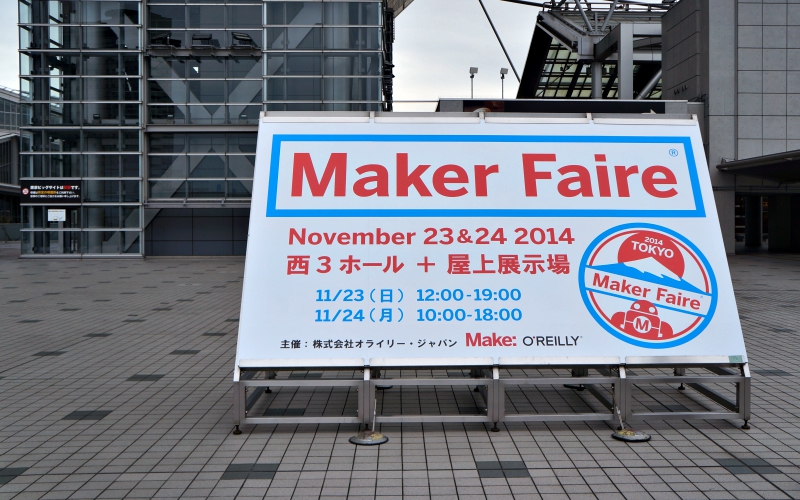 Maker Faire®
November 23 & 24 2014
西3ホール + 屋上展示場
11/23（日）12:00-19:00
11/24（月）10:00-18:00
主催：株式会社オライリー・ジャパン Make: O'REILLY
2014
TOKYO
Maker Faire
M